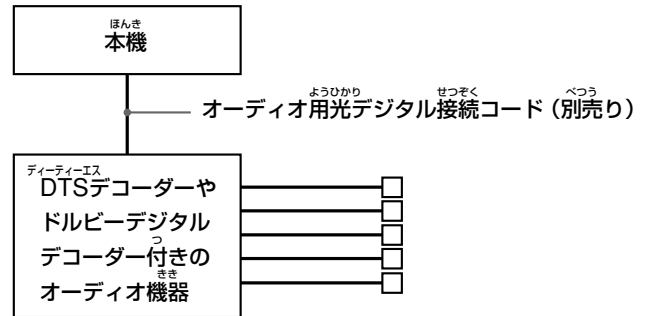 ほんき
本機
ようひかり せつぞく べつう
オーディオ用光デジタル接続コード（別売り）
ディーティーエス
DTSデコーダーや
ドルビーデジタル
つ
デコーダー付きの
きき
オーディオ機器